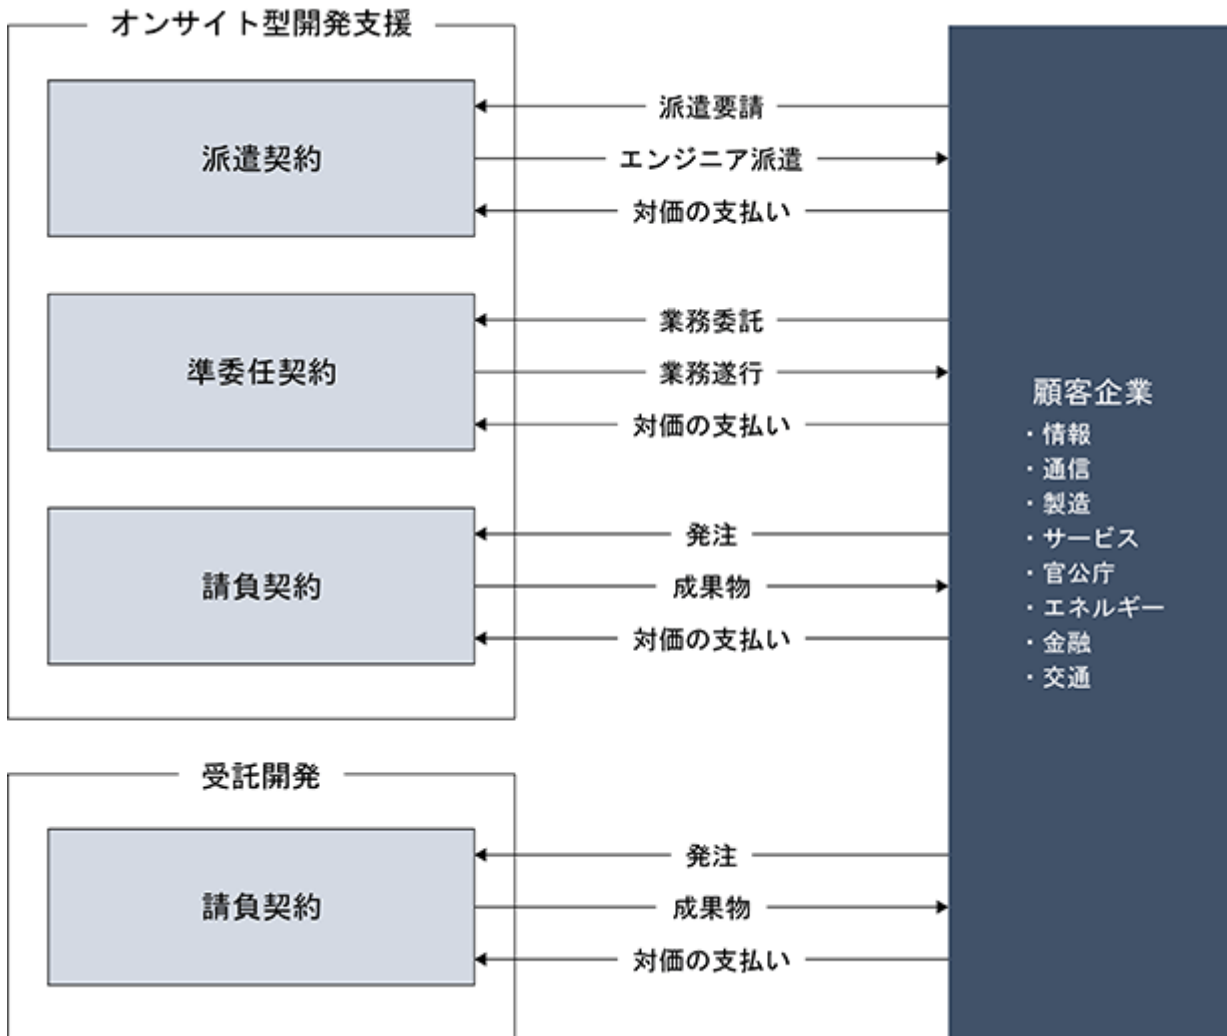 オンサイト型開発支援
派遣契約
派遣要請
エンジニア派遣
対価の支払い
準委任契約
業務委託
業務遂行
対価の支払い
請負契約
発注
成果物
対価の支払い
受託開発
請負契約
発注
成果物
対価の支払い
顧客企業
・情報
・通信
・製造
・サービス
・官公庁
・エネルギー
・金融
・交通